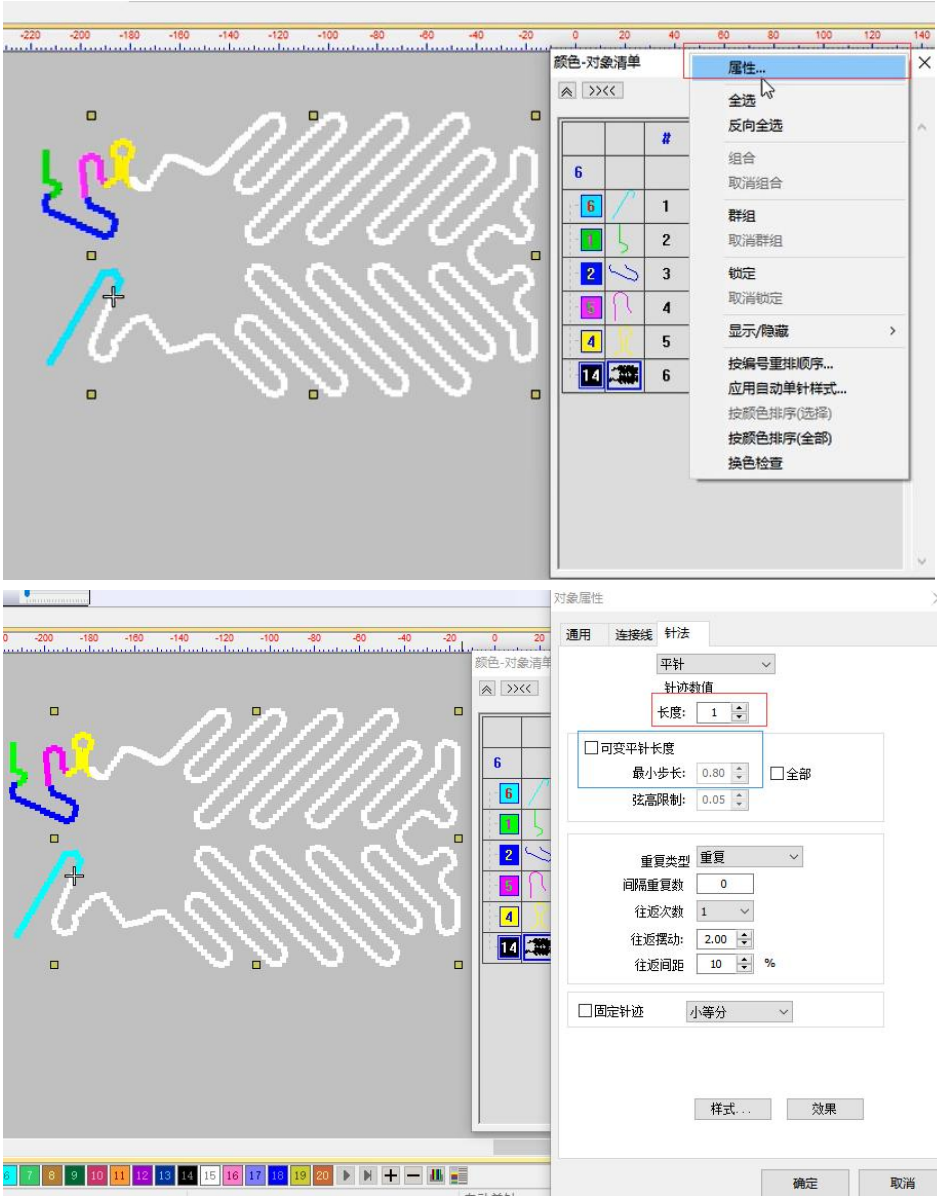 -220 -200 -180 -160 -140 -120 -100 -80 -60 -40 -20 0 20 40 60 80 100 120 140
颜色-对象清单
属性...
全选
反向全选
组合
取消组合
群组
取消群组
锁定
取消锁定
显示/隐藏
按编号重排顺序...
应用自动单针样式...
按颜色排序(选择)
按颜色排序(全部)
换色检查
#
6
6 1
1 2
2 3
5 4
4 5
14 6
0 -200 -180 -160 -140 -120 -100 -80 -60 -40 -20 0 20
颜色-对象清单
6
6
1
2
5
4
14
对象属性
通用 连接线 针法
平针
针迹数值
长度: 1
可变平针长度
最小步长: 0.80 全部
弦高限制: 0.05
重复类型 重复
间隔重复数 0
往返次数 1
往返摆动: 2.00
往返间距 10 %
固定针迹 小等分
样式... 效果
确定 取消
6 7 8 9 10 11 12 13 14 15 16 17 18 19 20